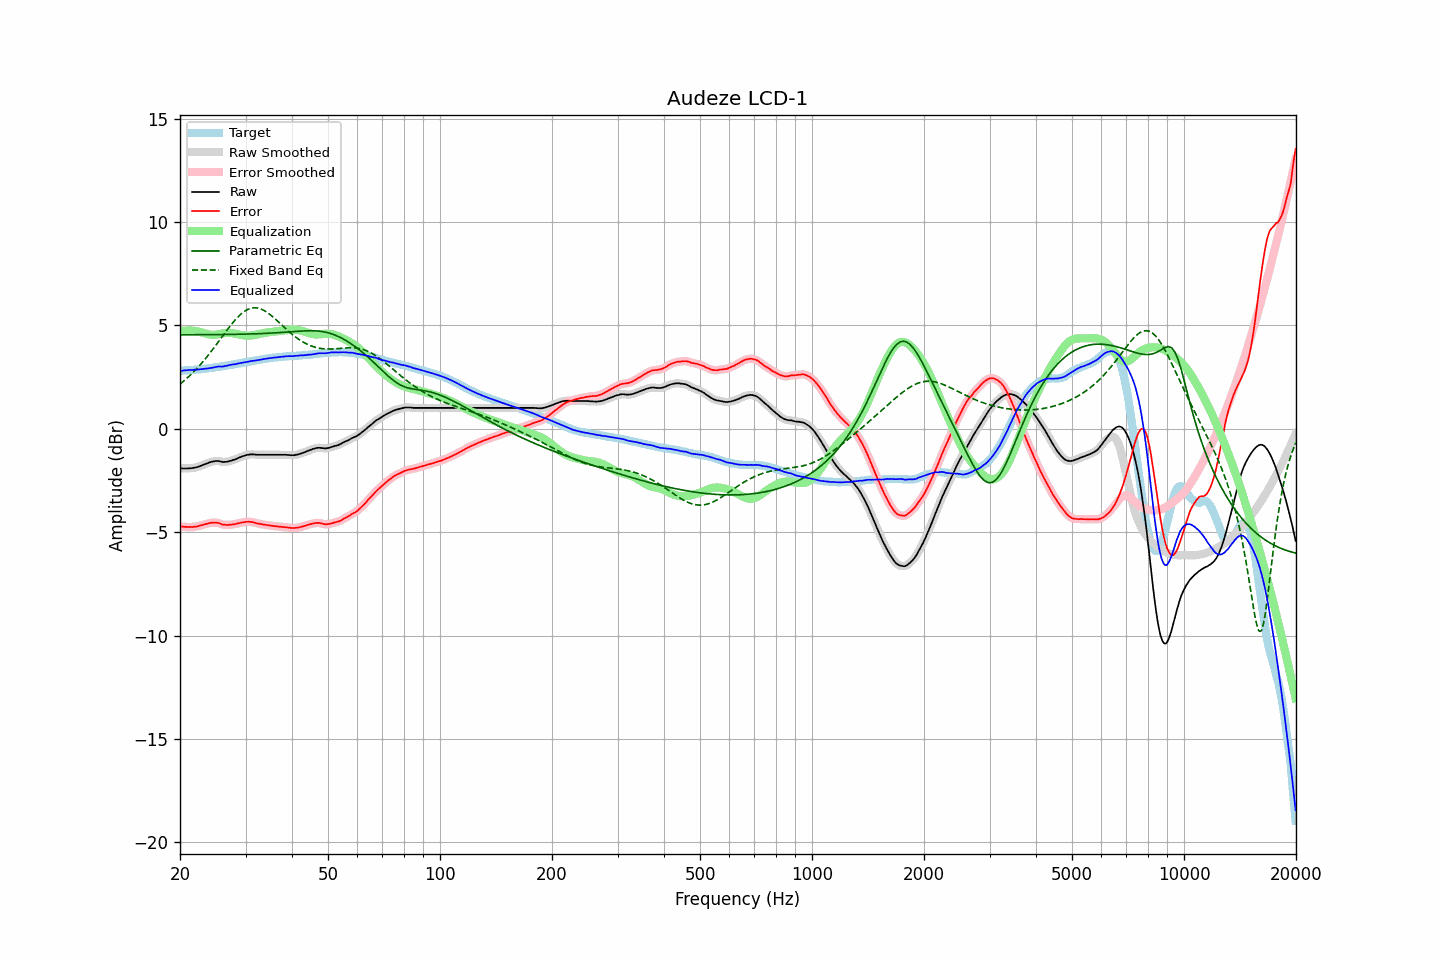 Audeze LCD-1
Target
Raw Smoothed
Error Smoothed
Raw
Error
Equalization
Parametric Eq
Fixed Band Eq
Equalized
Amplitude (dBr)
15
10
5
0
−5
−10
−15
−20
20
50
100
200
500
1000
2000
5000
10000
20000
Frequency (Hz)